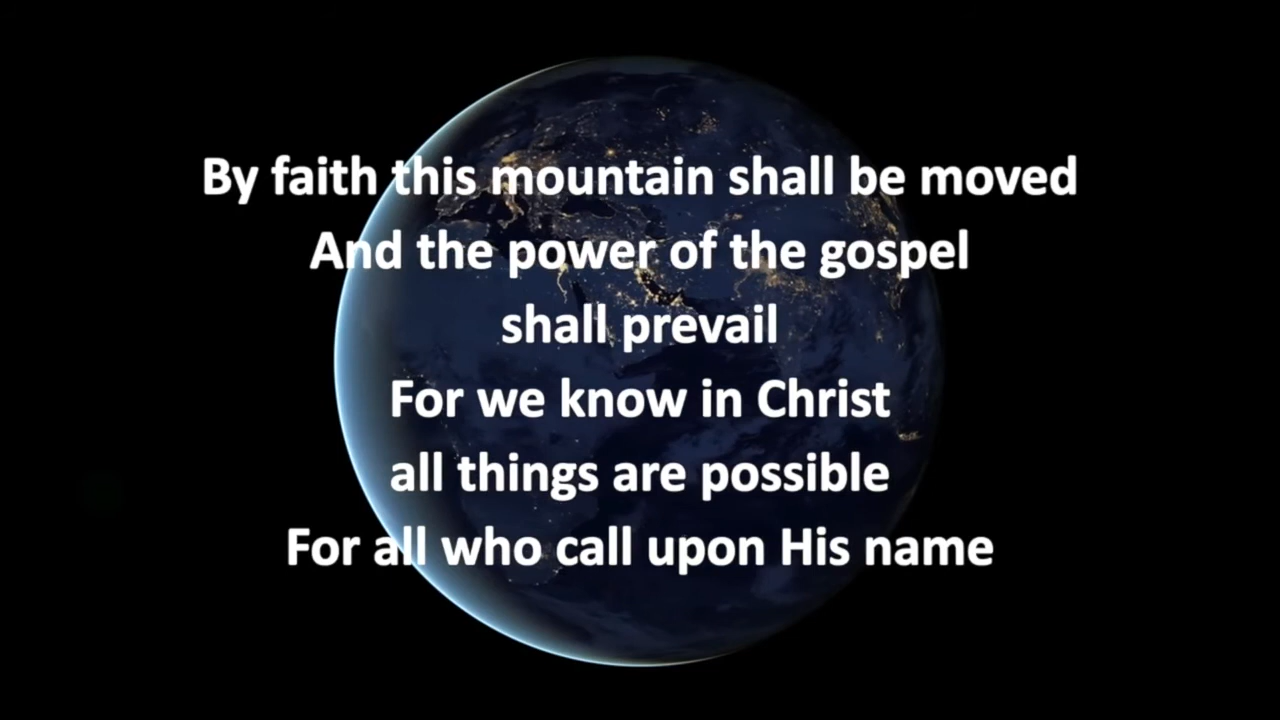 By faith this mountain shall be moved
And the power of the gospel
shall prevail
For we know in Christ
all things are possible
For all who call upon His name